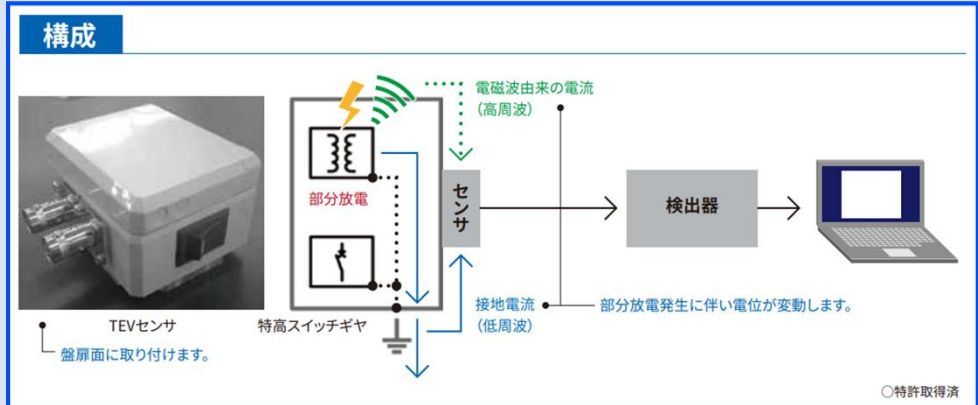 構成
電磁波由来の電流
（高周波）
部分放電
センサ
検出器
接地電流
（低周波）
部分放電発生に伴い電位が変動します。
TEVセンサ
特高スイッチギヤ
盤扉面に取り付けます。
○特許取得済